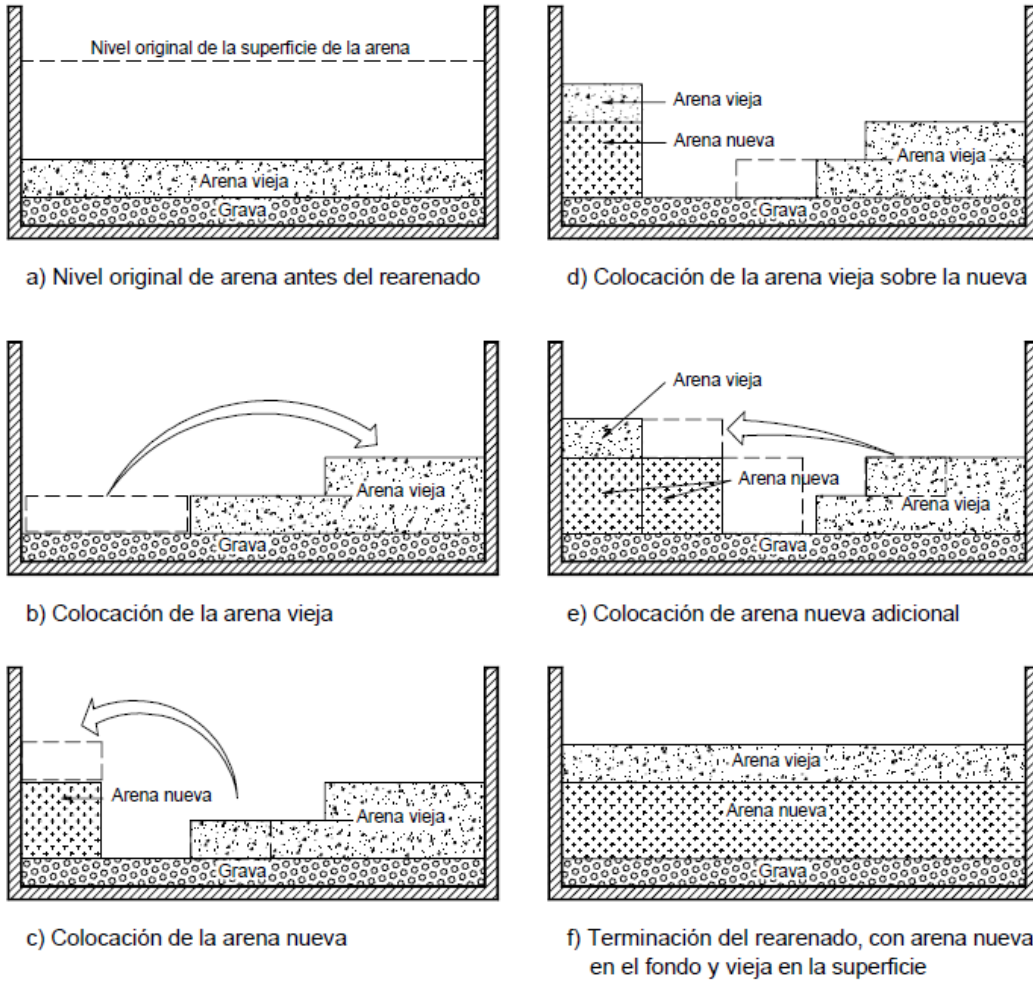 Nivel original de la superficie de la arena
Arena vieja
Grava
a) Nivel original de arena antes del rearenado
Arena vieja
Grava
b) Colocación de la arena vieja
Arena nueva
Arena vieja
Grava
c) Colocación de la arena nueva
Arena vieja
Arena nueva
Arena vieja
Grava
d) Colocación de la arena vieja sobre la nueva
Arena vieja
Arena nueva
Arena vieja
Grava
e) Colocación de arena nueva adicional
Arena vieja
Arena nueva
Grava
f) Terminación del rearenado, con arena nueva
en el fondo y vieja en la superficie